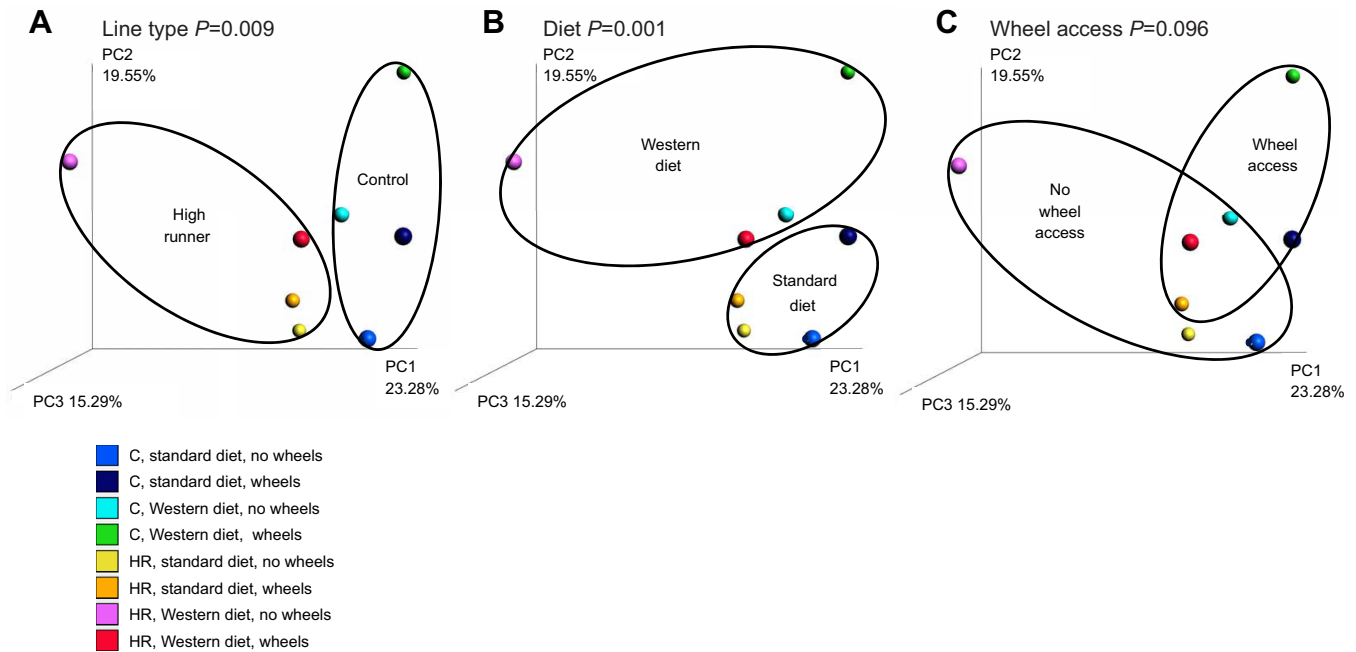 A Line type P=0.009
PC2
19.55%
Control
High
runner
PC1
23.28%
PC3 15.29%
B Diet P=0.001
PC2
19.55%
Western
diet
Standard
diet
PC1
23.28%
PC3 15.29%
C Wheel access P=0.096
PC2
19.55%
Wheel
access
No
wheel
access
PC1
23.28%
PC3 15.29%
C, standard diet, no wheels
C, standard diet, wheels
C, Western diet, no wheels
C, Western diet, wheels
HR, standard diet, no wheels
HR, standard diet, wheels
HR, Western diet, no wheels
HR, Western diet, wheels